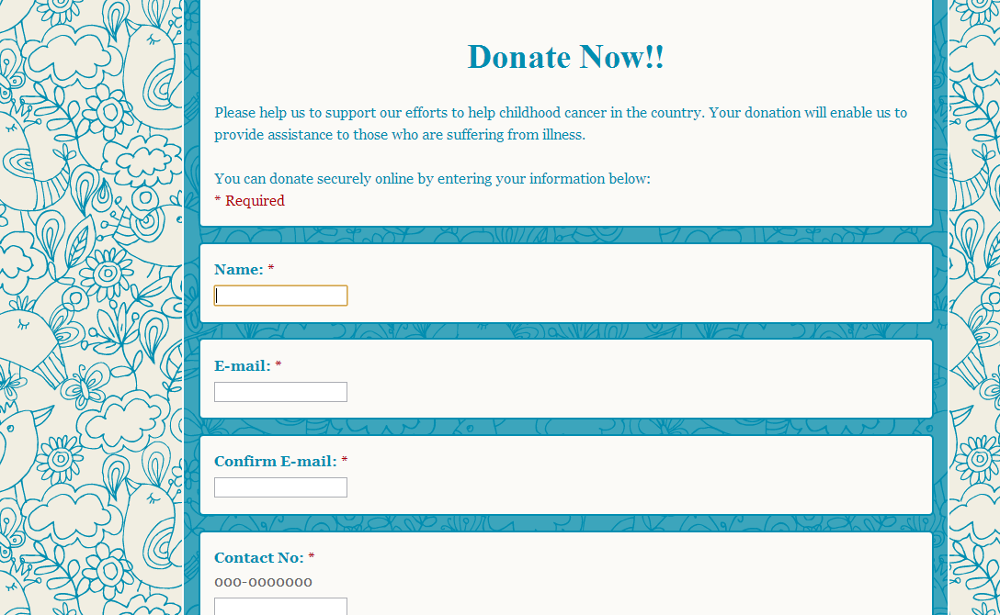 Donate Now!!
Please help us to support our efforts to help childhood cancer in the country. Your donation will enable us to
provide assistance to those who are suffering from illness.
You can donate securely online by entering your information below:
* Required
Name: *
E-mail: *
Confirm E-mail: *
Contact No: *
000-0000000